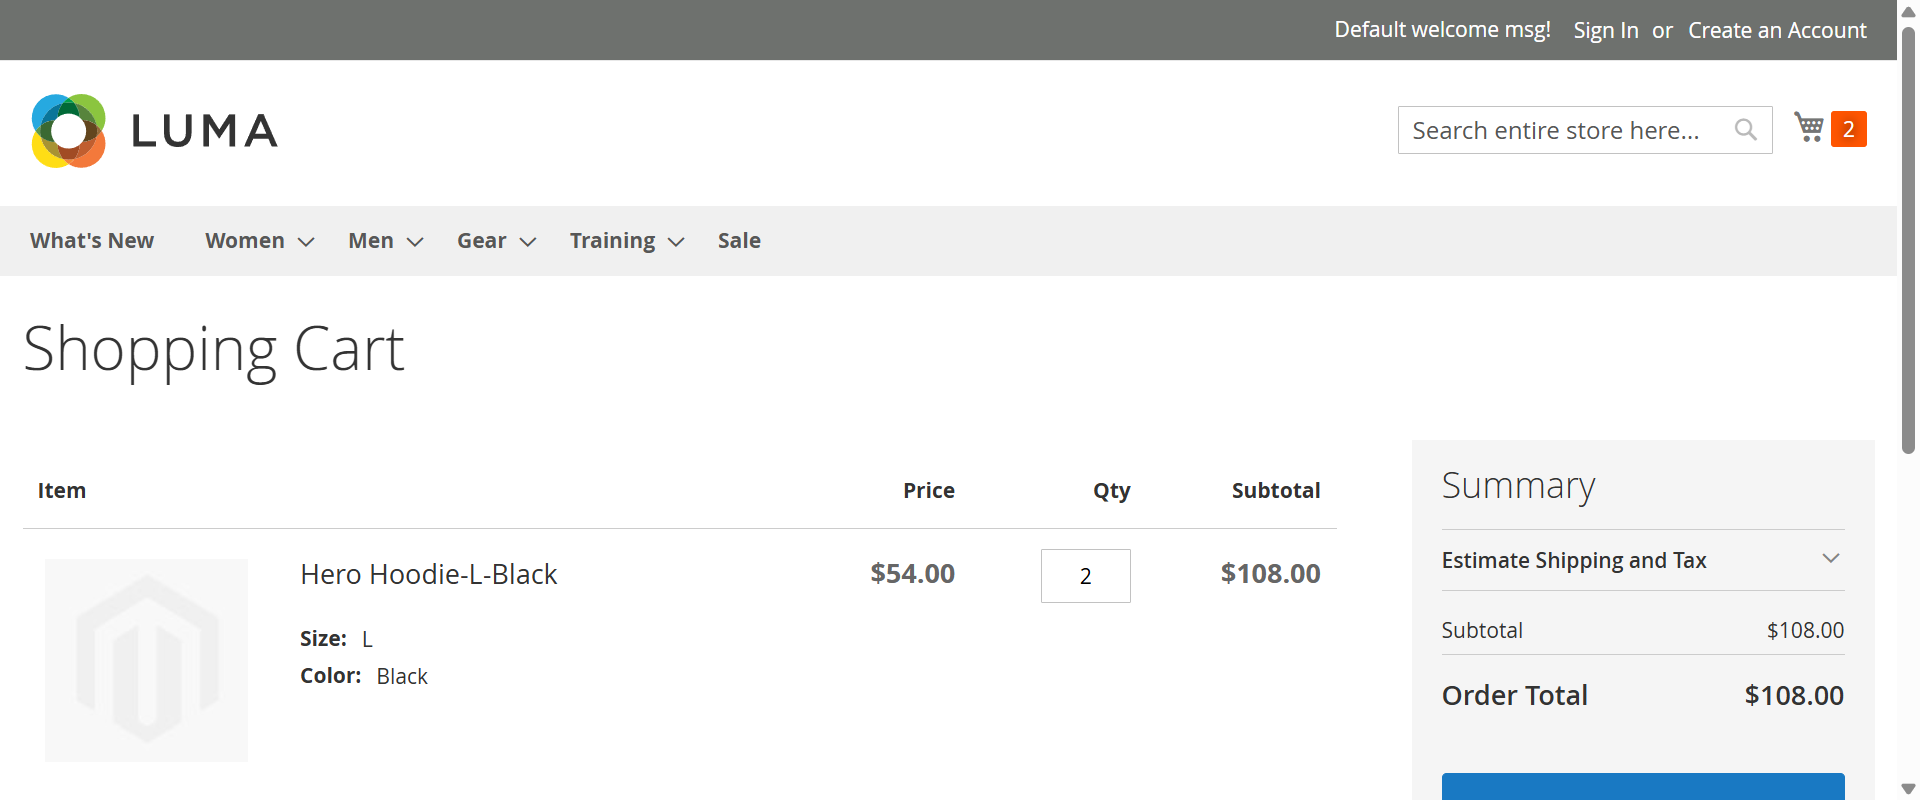 Default welcome msg! Sign In or Create an Account
LUMA
Search entire store here...
2
What's New Women Men Gear Training Sale
Shopping Cart
Item Price Qty Subtotal
Hero Hoodie-L-Black $54.00 2 $108.00
Size: L
Color: Black
Summary
Estimate Shipping and Tax
Subtotal $108.00
Order Total $108.00